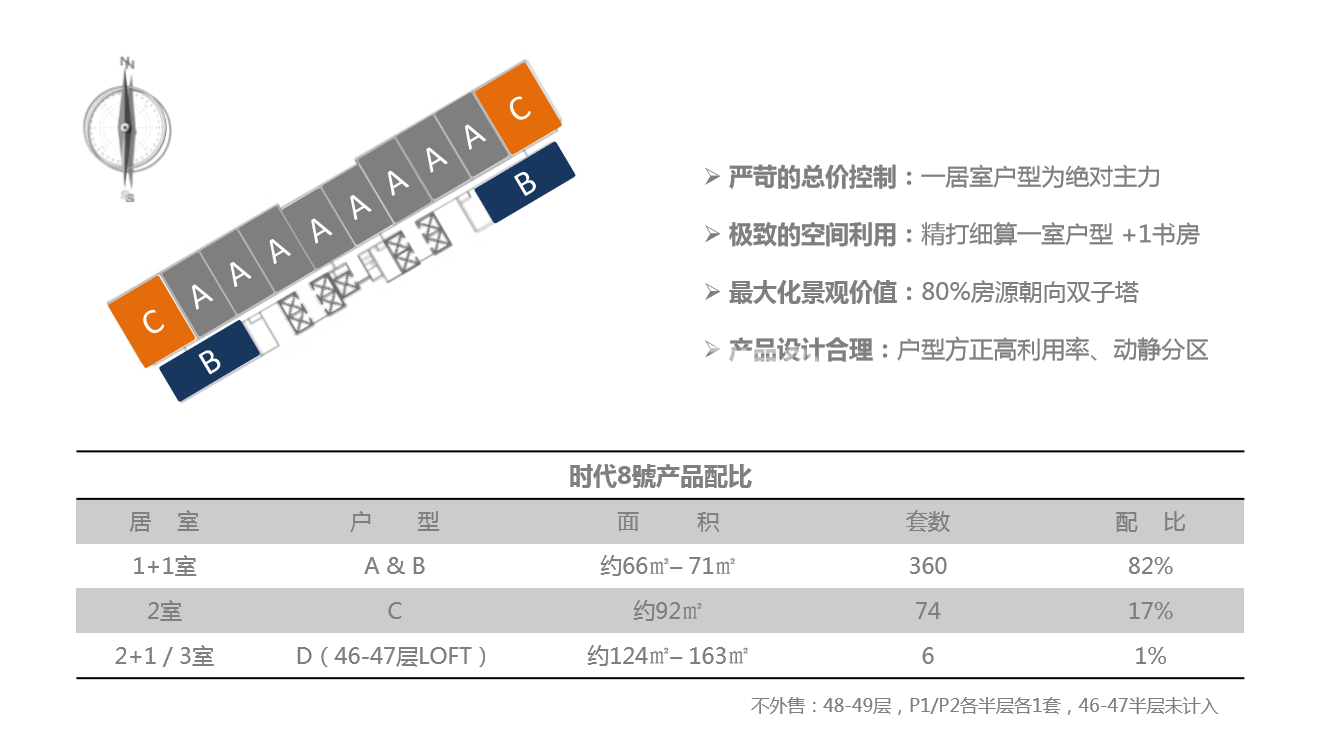 N
S
C
A
A
A
A
A
A
A
A
C
B
B
严苛的总价控制：一居室户型为绝对主力
极致的空间利用：精打细算一室户型 +1书房
最大化景观价值：80%房源朝向双子塔
产品设计合理：户型方正高利用率、动静分区
时代8號产品配比
居 室 户 型 面 积 套数 配 比
1+1室 A & B 约66㎡– 71㎡ 360 82%
2室 C 约92㎡ 74 17%
2+1 / 3室 D（46-47层LOFT） 约124㎡– 163㎡ 6 1%
不外售：48-49层，P1/P2各半层各1套，46-47半层未计入